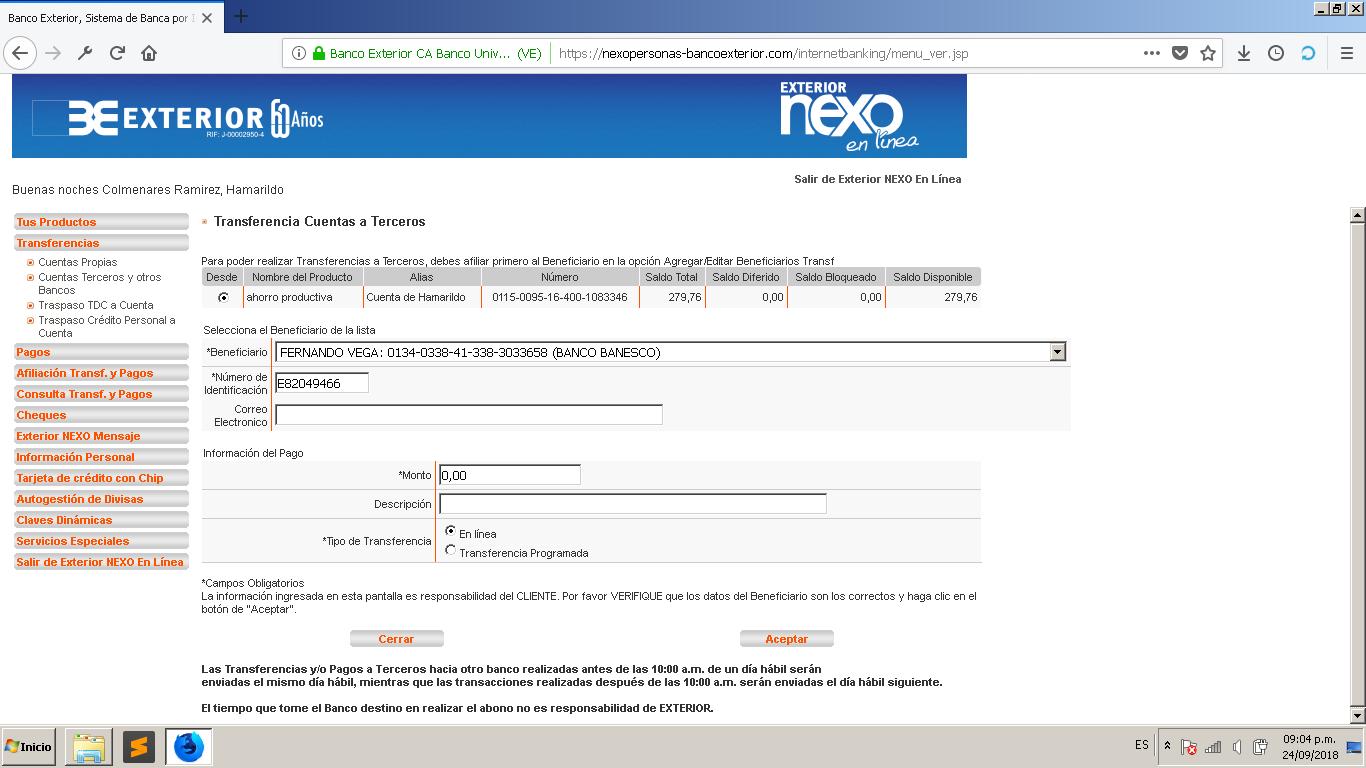 Banco Exterior, Sistema de Banca por I
Banco Exterior CA Banco Univ... (VE) https://nexopersonas-bancoexterior.com/internetbanking/menu_ver.jsp
EXTERIOR 60 Años
RIF: J-00002950-4
EXTERIOR
nexo
en línea
Salir de Exterior NEXO En Línea
Buenas noches Colmenares Ramirez, Hamarildo
Tus Productos
Transferencias
Cuentas Propias
Cuentas Terceros y otros
Bancos
Traspaso TDC a Cuenta
Traspaso Crédito Personal a
Cuenta
Pagos
Afiliación Transf. y Pagos
Consulta Transf. y Pagos
Cheques
Exterior NEXO Mensaje
Información Personal
Tarjeta de crédito con Chip
Autogestión de Divisas
Claves Dinámicas
Servicios Especiales
Salir de Exterior NEXO En Línea
Transferencia Cuentas a Terceros
Para poder realizar Transferencias a Terceros, debes afiliar primero al Beneficiario en la opción Agregar/Editar Beneficiarios Transf
Desde Nombre del Producto Alias Número Saldo Total Saldo Diferido Saldo Bloqueado Saldo Disponible
ahorro productiva Cuenta de Hamarildo 0115-0095-16-400-1083346 279,76 0,00 0,00 279,76
Selecciona el Beneficiario de la lista
*Beneficiario FERNANDO VEGA: 0134-0338-41-338-3033658 (BANCO BANESCO)
*Número de
Identificación E82049466
Correo
Electronico
Información del Pago
*Monto 0,00
Descripción
*Tipo de Transferencia
En línea
Transferencia Programada
*Campos Obligatorios
La información ingresada en esta pantalla es responsabilidad del CLIENTE. Por favor VERIFIQUE que los datos del Beneficiario son los correctos y haga clic en el
botón de "Aceptar".
Cerrar Aceptar
Las Transferencias y/o Pagos a Terceros hacia otro banco realizadas antes de las 10:00 a.m. de un día hábil serán
enviadas el mismo día hábil, mientras que las transacciones realizadas después de las 10:00 a.m. serán enviadas el día hábil siguiente.
El tiempo que tome el Banco destino en realizar el abono no es responsabilidad de EXTERIOR.
Inicio
ES
09:04 p.m.
24/09/2018